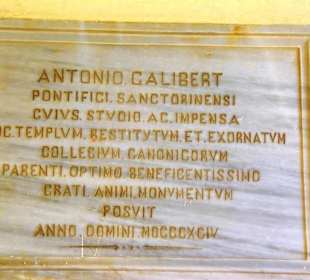 ANTONIO. GALIBERT
PONTIFICI. SANCTORINENSI
CVIVS. STVDIO. AC. IMPENSA
OC. TEMPLVM. RESTITVTVM. ET. EXORNATVM
COLLEGIVM. CANONICORVM
PARENTI. OPTIMO. BENEFICENTISSIMO
GRATI. ANIMI. MONVMENTVM
POSVIT
ANNO. DOMINI. MDCCCXCIV